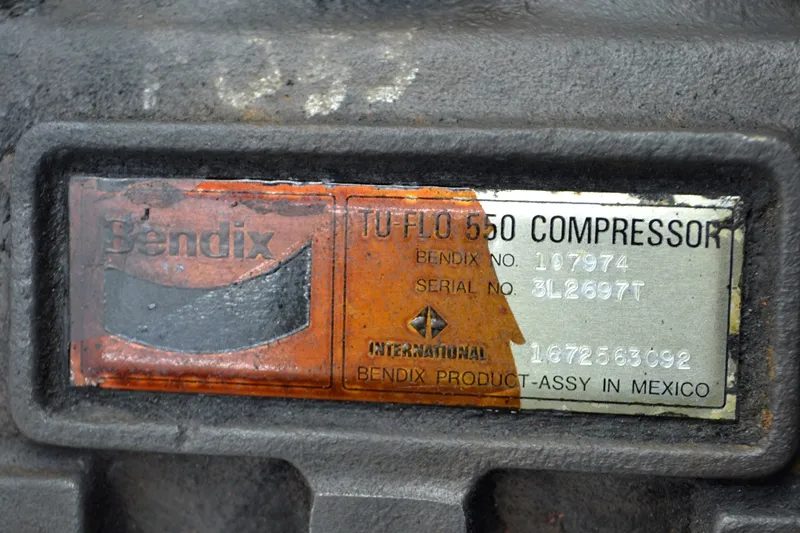 Bendix
TU-FLO 550 COMPRESSOR
BENDIX NO. 107974
SERIAL NO. 3L2697T
INTERNATIONAL 1672563C92
BENDIX PRODUCT-ASSY IN MEXICO